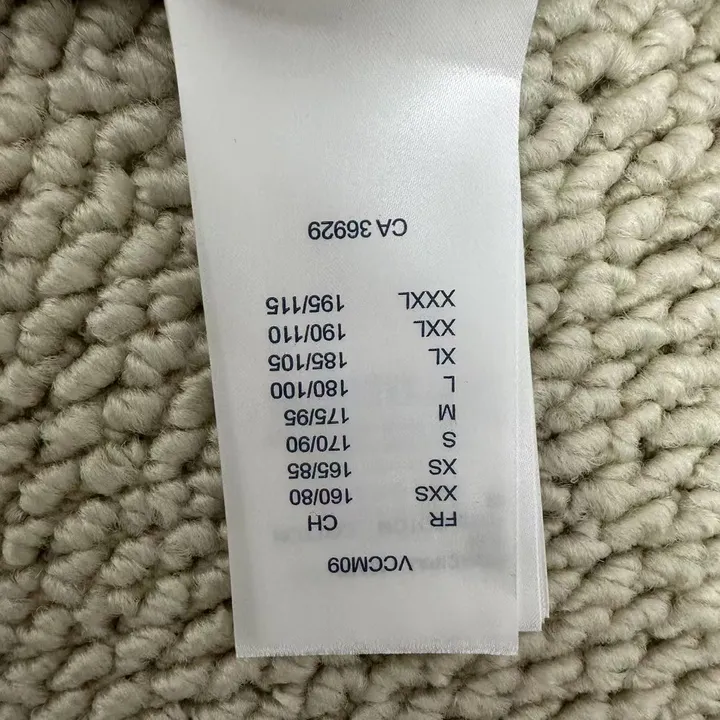 VCCM09
FR CH
XXS 160/80
XS 165/85
S 170/90
M 175/95
L 180/100
XL 185/105
XXL 190/110
XXXL 195/115
CA 36929